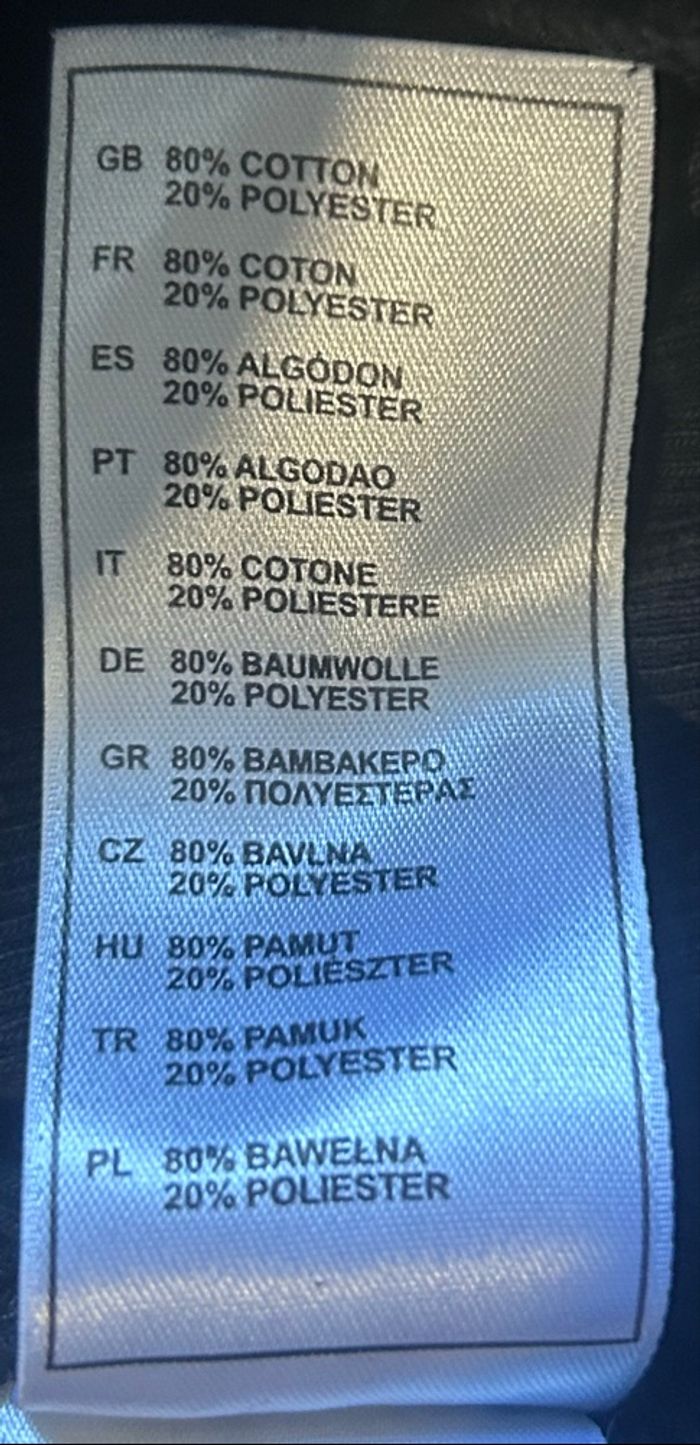 GB 80% COTTON
20% POLYESTER
FR 80% COTON
20% POLYESTER
ES 80% ALGÓDON
20% POLIESTER
PT 80% ALGODAO
20% POLIESTER
IT 80% COTONE
20% POLIESTERE
DE 80% BAUMWOLLE
20% POLYESTER
GR 80% ΒΑΜΒΑΚΕΡΟ
20% ΠΟΛΥΕΣΤΕΡΑΣ
CZ 80% BAVLNA
20% POLYESTER
HU 80% PAMUT
20% POLIÉSZTER
TR 80% PAMUK
20% POLYESTER
PL 80% BAWEŁNA
20% POLIESTER